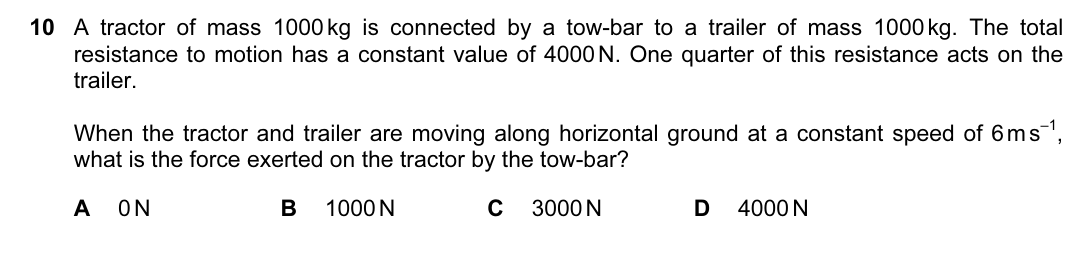 10 A tractor of mass 1000 kg is connected by a tow-bar to a trailer of mass 1000 kg. The total
resistance to motion has a constant value of 4000 N. One quarter of this resistance acts on the
trailer.
When the tractor and trailer are moving along horizontal ground at a constant speed of 6 m s⁻¹,
what is the force exerted on the tractor by the tow-bar?
A 0 N B 1000 N C 3000 N D 4000 N